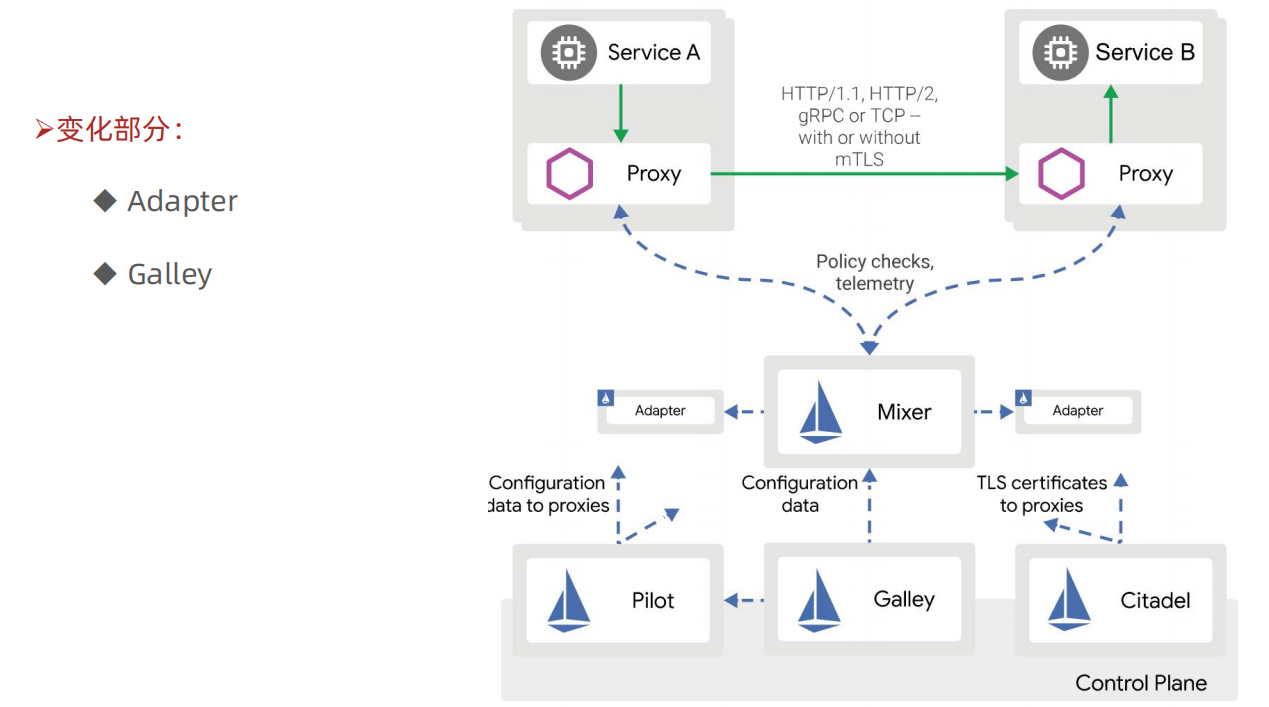 变化部分：
Adapter
Galley
Service A
Service B
HTTP/1.1, HTTP/2,
gRPC or TCP --
with or without
mTLS
Proxy
Proxy
Policy checks,
telemetry
Adapter
Mixer
Adapter
Configuration
data to proxies
Configuration
data
TLS certificates
to proxies
Pilot
Galley
Citadel
Control Plane